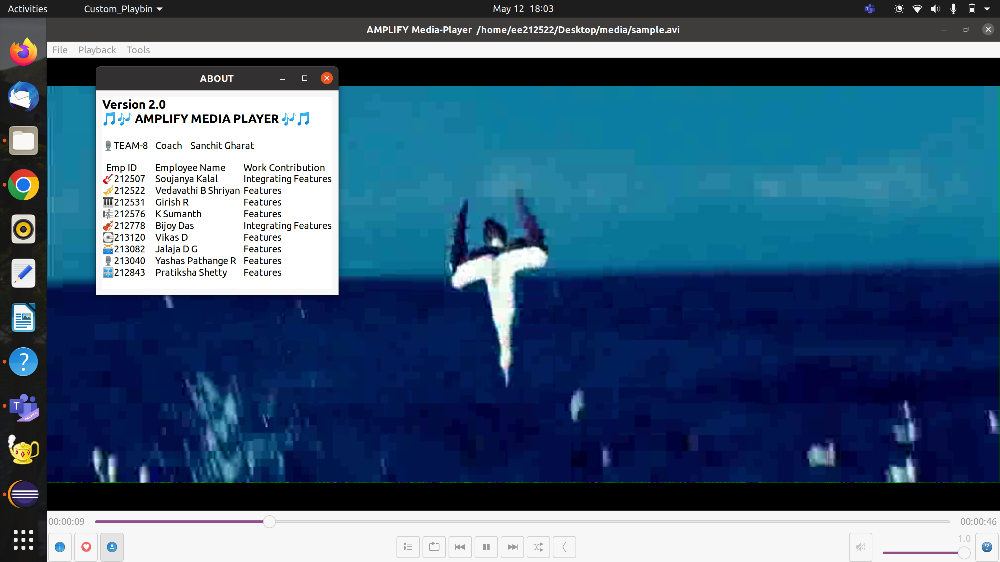 Activities Custom_Playbin May 12 18:03
AMPLIFY Media-Player /home/ee212522/Desktop/media/sample.avi
File Playback Tools
ABOUT
Version 2.0
🎵🎶 AMPLIFY MEDIA PLAYER 🎶🎵
TEAM-8 Coach Sanchit Gharat
Emp ID Employee Name Work Contribution
212507 Soujanya Kalal Integrating Features
212522 Vedavathi B Shriyan Features
212531 Girish R Features
212576 K Sumanth Features
212778 Bijoy Das Integrating Features
213120 Vikas D Features
213082 Jalaja D G Features
213040 Yashas Pathange R Features
212843 Pratiksha Shetty Features
T
PREVIEW
00:00:09 00:00:46
1.0